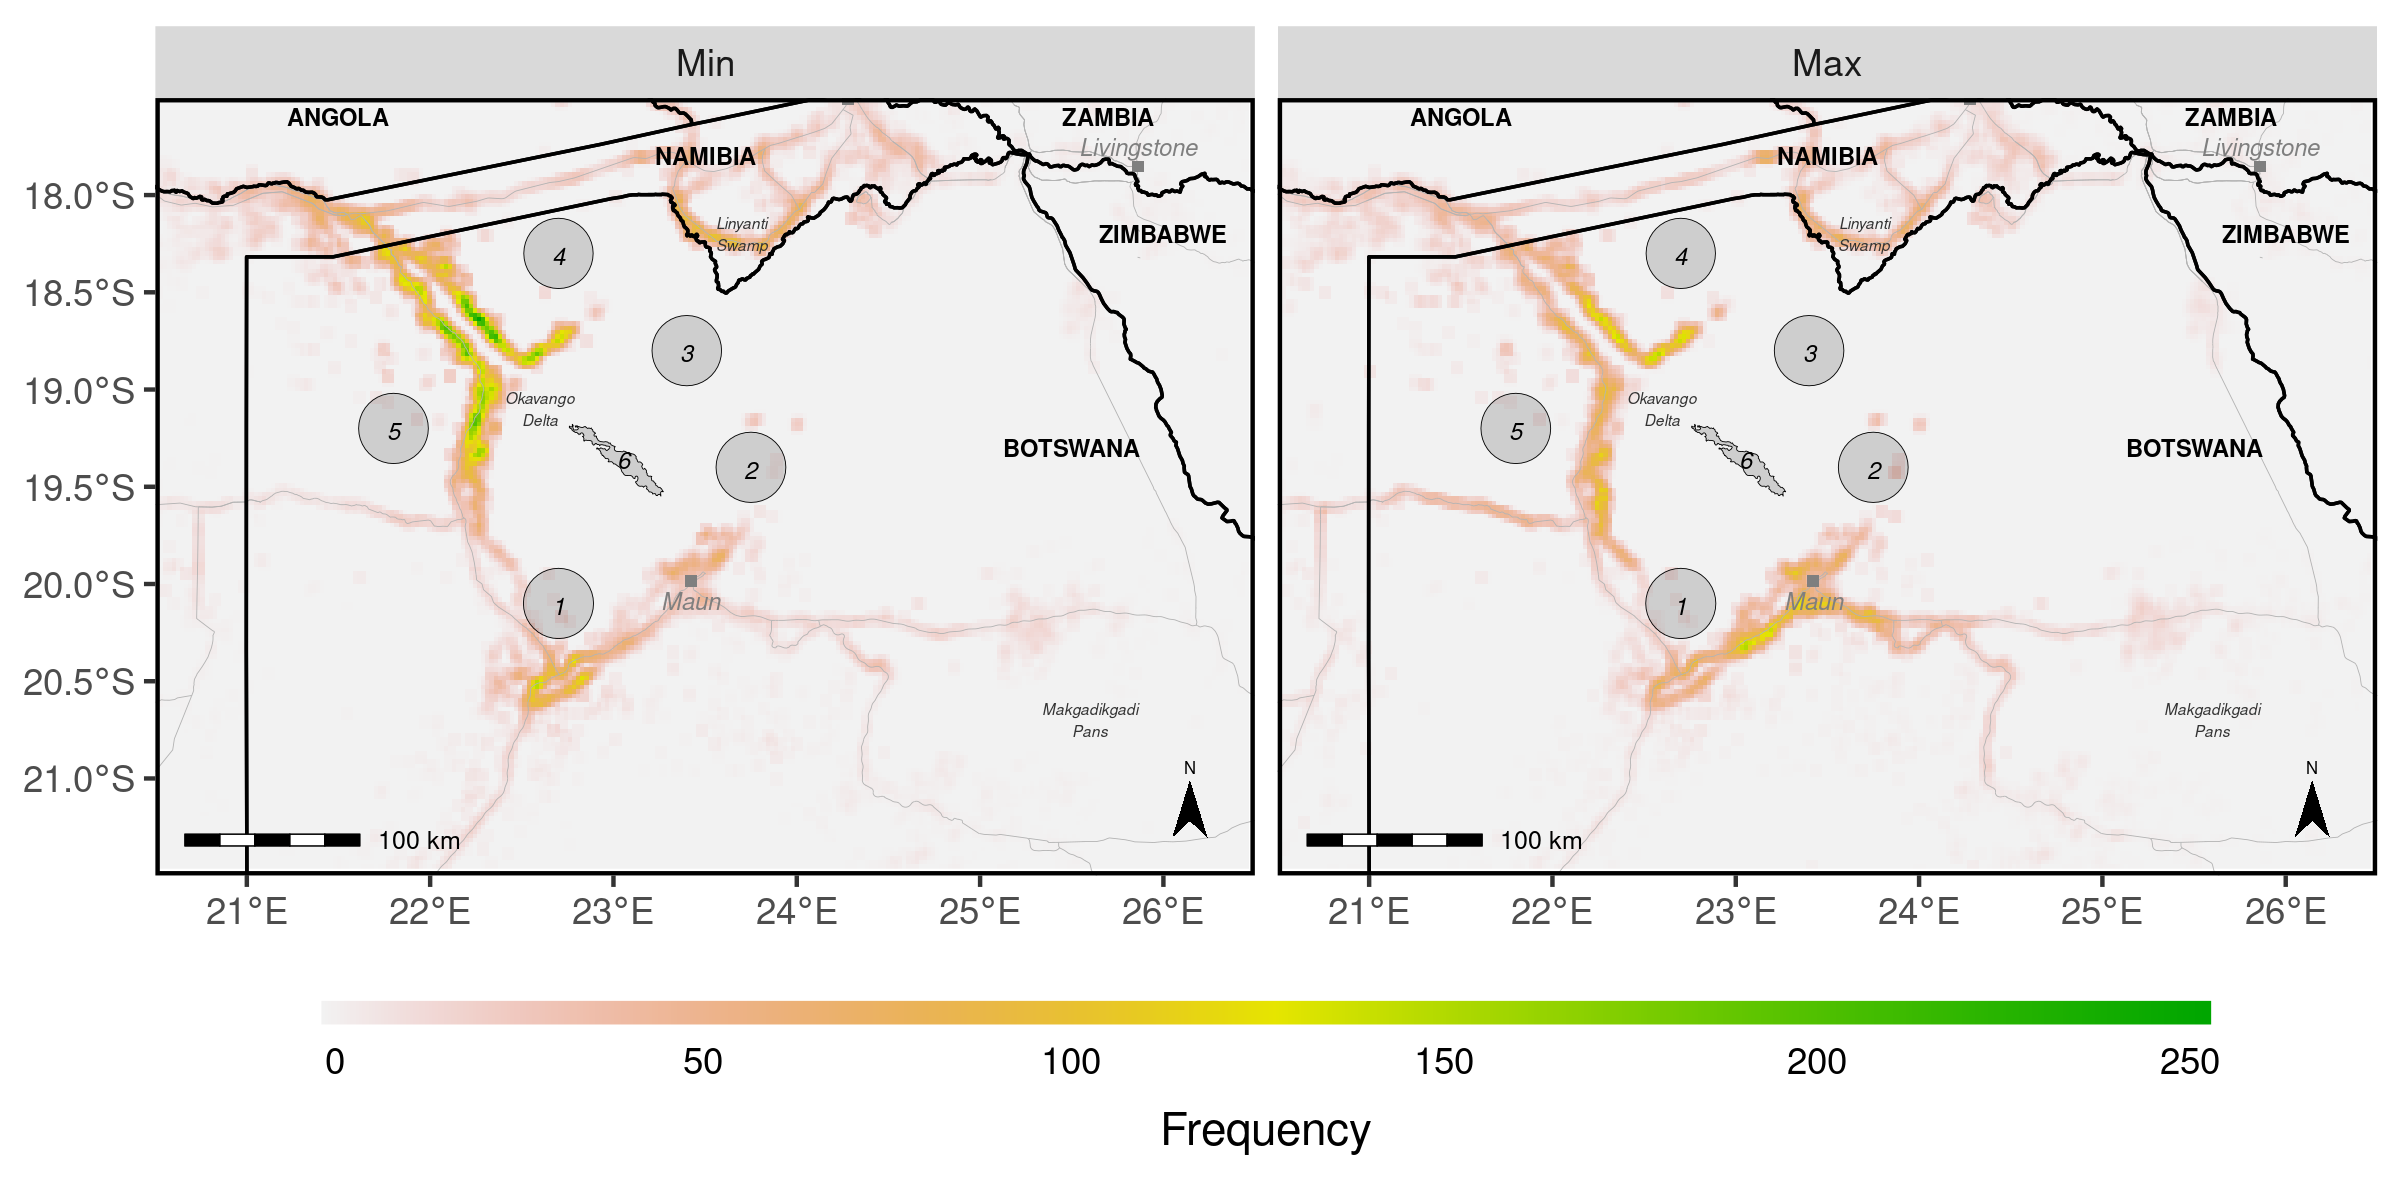 Min
Max
ANGOLA
ZAMBIA
Livingstone
NAMIBIA
Linyanti
Swamp
ZIMBABWE
4
3
Okavango
Delta
5
6
2
BOTSWANA
1
Maun
Makgadikgadi
Pans
N
100 km
ANGOLA
ZAMBIA
Livingstone
NAMIBIA
Linyanti
Swamp
ZIMBABWE
4
3
Okavango
Delta
5
6
2
BOTSWANA
1
Maun
Makgadikgadi
Pans
N
100 km
18.0°S
18.5°S
19.0°S
19.5°S
20.0°S
20.5°S
21.0°S
21°E 22°E 23°E 24°E 25°E 26°E
21°E 22°E 23°E 24°E 25°E 26°E
0 50 100 150 200 250
Frequency